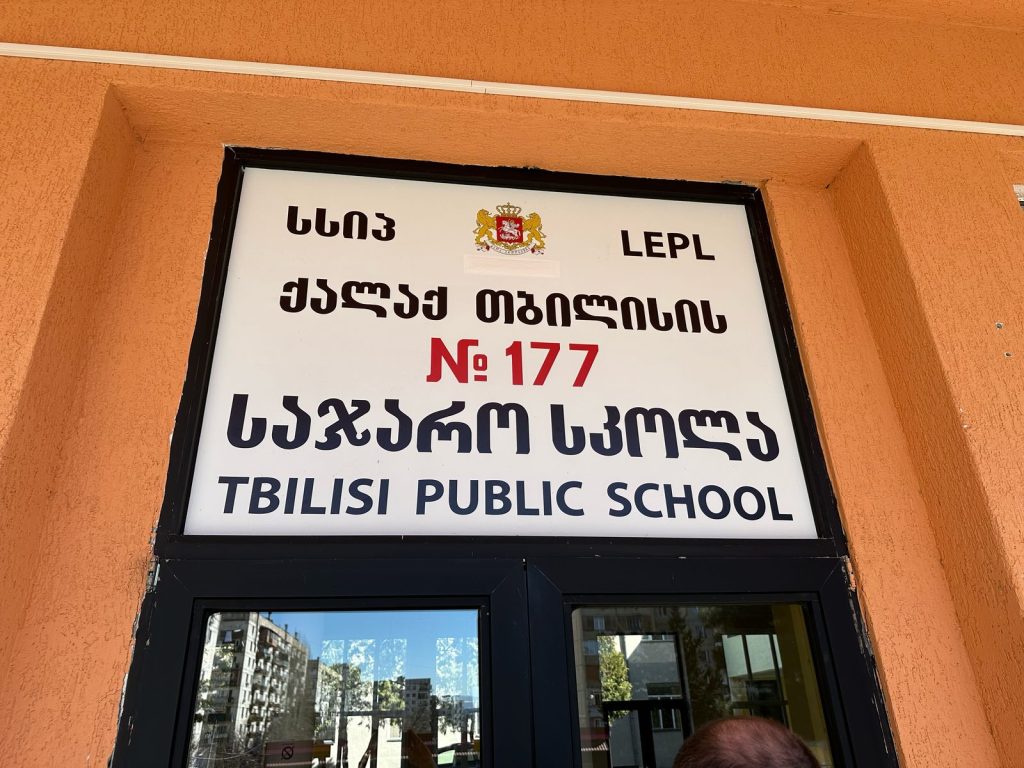 სსიპ LEPL
ქალაქ თბილისის
№ 177
საჯარო სკოლა
TBILISI PUBLIC SCHOOL